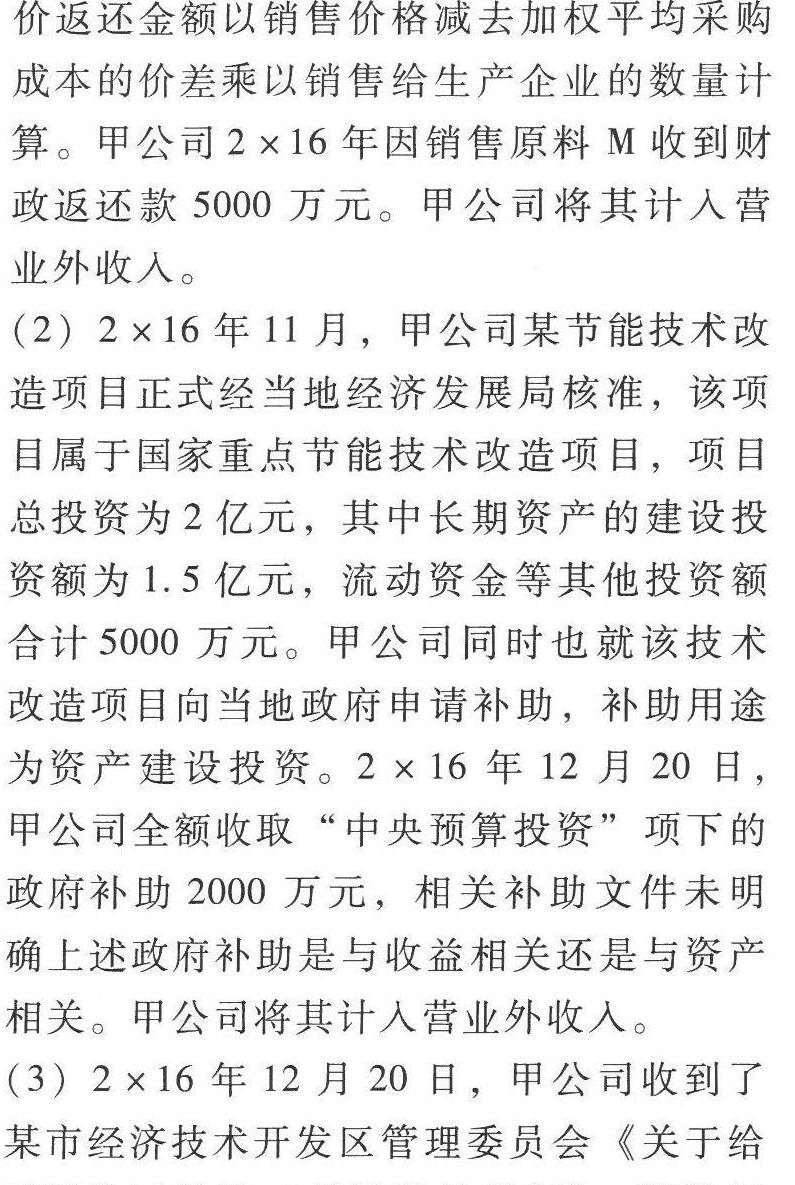 价返还金额以销售价格减去加权平均采购
成本的价差乘以销售给生产企业的数量计
算。甲公司 2×16 年因销售原料 M 收到财
政返还款 5000 万元。甲公司将其计入营
业外收入。
(2) 2×16 年 11 月，甲公司某节能技术改
造项目正式经当地经济发展局核准，该项
目属于国家重点节能技术改造项目，项目
总投资为 2 亿元，其中长期资产的建设投
资额为 1.5 亿元，流动资金等其他投资额
合计 5000 万元。甲公司同时也就该技术
改造项目向当地政府申请补助，补助用途
为资产建设投资。2 × 16 年 12 月 20 日，
甲公司全额收取“中央预算投资”项下的
政府补助 2000 万元，相关补助文件未明
确上述政府补助是与收益相关还是与资产
相关。甲公司将其计入营业外收入。
(3) 2×16 年 12 月 20 日，甲公司收到了
某市经济技术开发区管理委员会《关于给